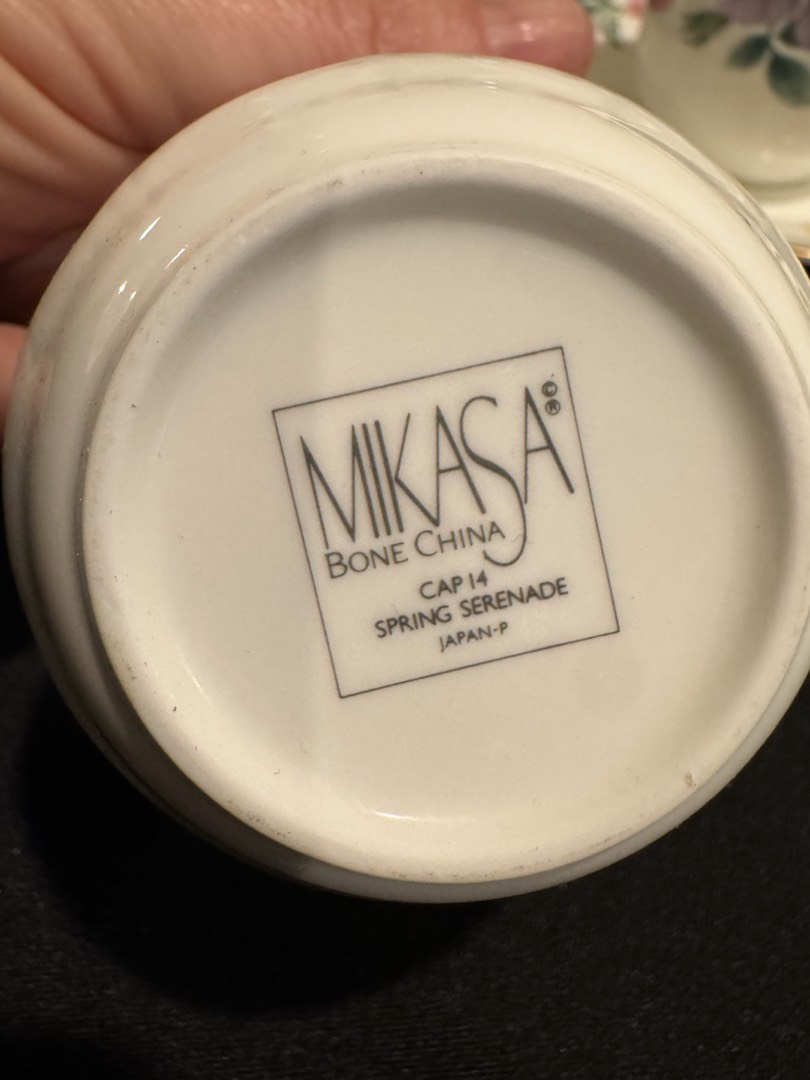 MIKASA ©®
BONE CHINA
CAP 14
SPRING SERENADE
JAPAN-P